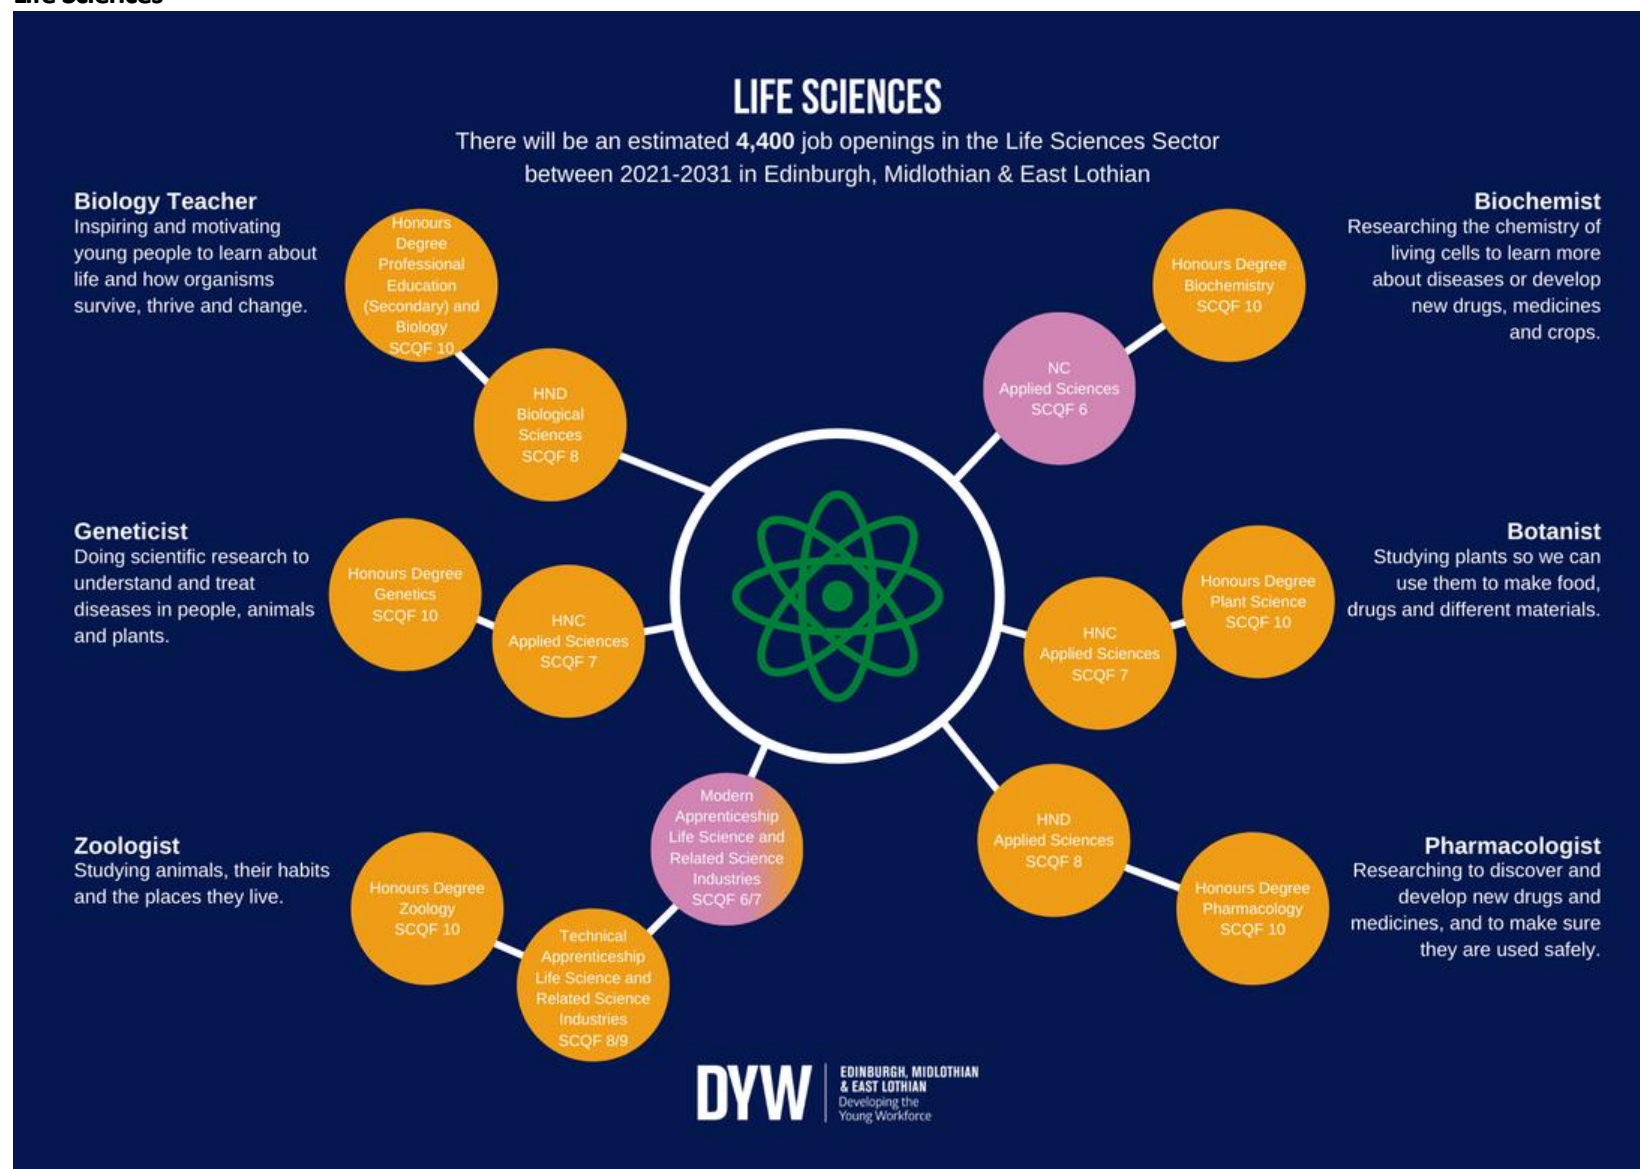 Life Sciences
LIFE SCIENCES
There will be an estimated 4,400 job openings in the Life Sciences Sector
between 2021-2031 in Edinburgh, Midlothian & East Lothian
Biology Teacher
Inspiring and motivating
young people to learn about
life and how organisms
survive, thrive and change.
Honours
Degree
Professional
Education
(Secondary) and
Biology
SCQF 10
HND
Biological
Sciences
SCQF 8
Biochemist
Researching the chemistry of
living cells to learn more
about diseases or develop
new drugs, medicines
and crops.
Honours Degree
Biochemistry
SCQF 10
NC
Applied Sciences
SCQF 6
Geneticist
Doing scientific research to
understand and treat
diseases in people, animals
and plants.
Honours Degree
Genetics
SCQF 10
HNC
Applied Sciences
SCQF 7
Botanist
Studying plants so we can
use them to make food,
drugs and different materials.
Honours Degree
Plant Science
SCQF 10
HNC
Applied Sciences
SCQF 7
Zoologist
Studying animals, their habits
and the places they live.
Honours Degree
Zoology
SCQF 10
Technical
Apprenticeship
Life Science and
Related Science
Industries
SCQF 8/9
Modern
Apprenticeship
Life Science and
Related Science
Industries
SCQF 6/7
HND
Applied Sciences
SCQF 8
Honours Degree
Pharmacology
SCQF 10
Pharmacologist
Researching to discover and
develop new drugs and
medicines, and to make sure
they are used safely.
DYW
EDINBURGH, MIDLOTHIAN
& EAST LOTHIAN
Developing the
Young Workforce